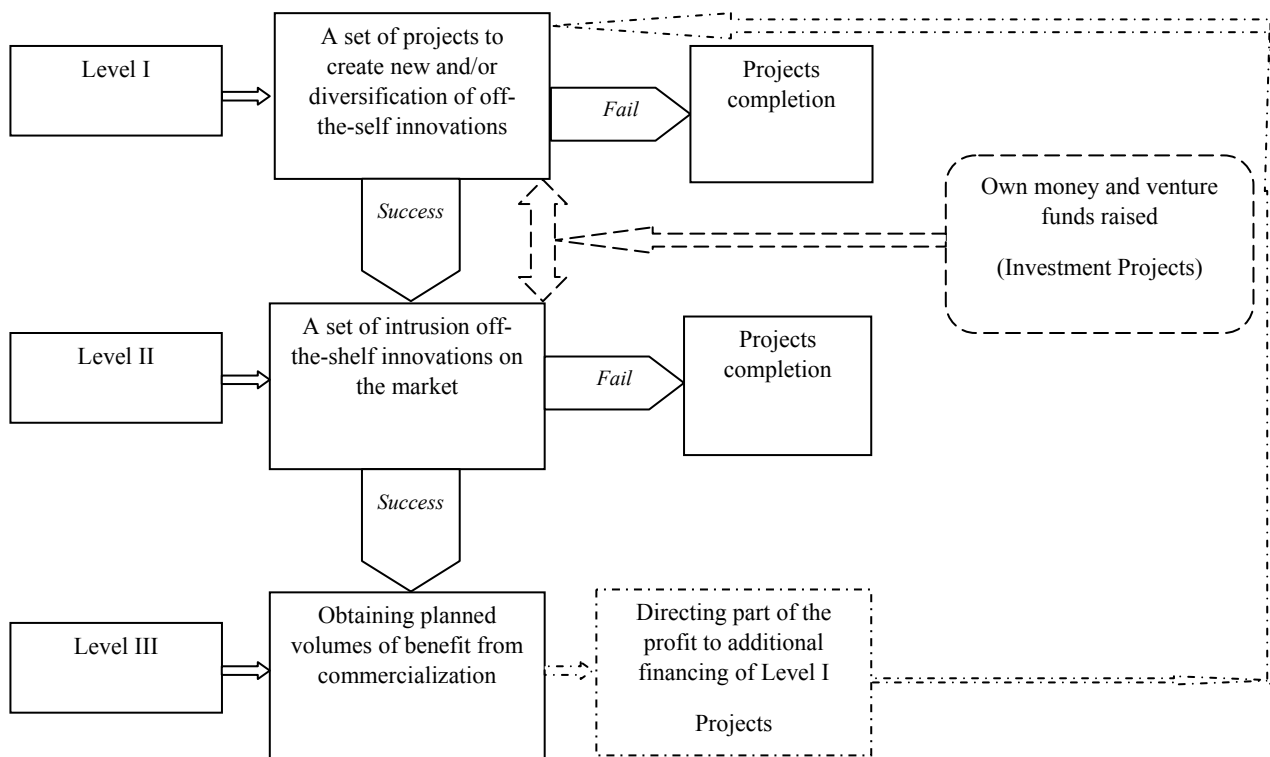 Level I
A set of projects to
create new and/or
diversification of off-
the-self innovations
Fail
Projects
completion
Success
Own money and venture
funds raised
(Investment Projects)
Level II
A set of intrusion off-
the-shelf innovations on
the market
Fail
Projects
completion
Success
Level III
Obtaining planned
volumes of benefit from
commercialization
Directing part of the
profit to additional
financing of Level I
Projects